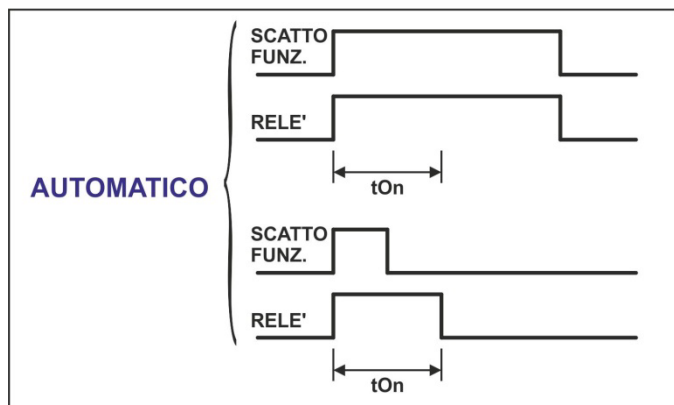 SCATTO
FUNZ.
RELE'
tOn
AUTOMATICO
SCATTO
FUNZ.
RELE'
tOn